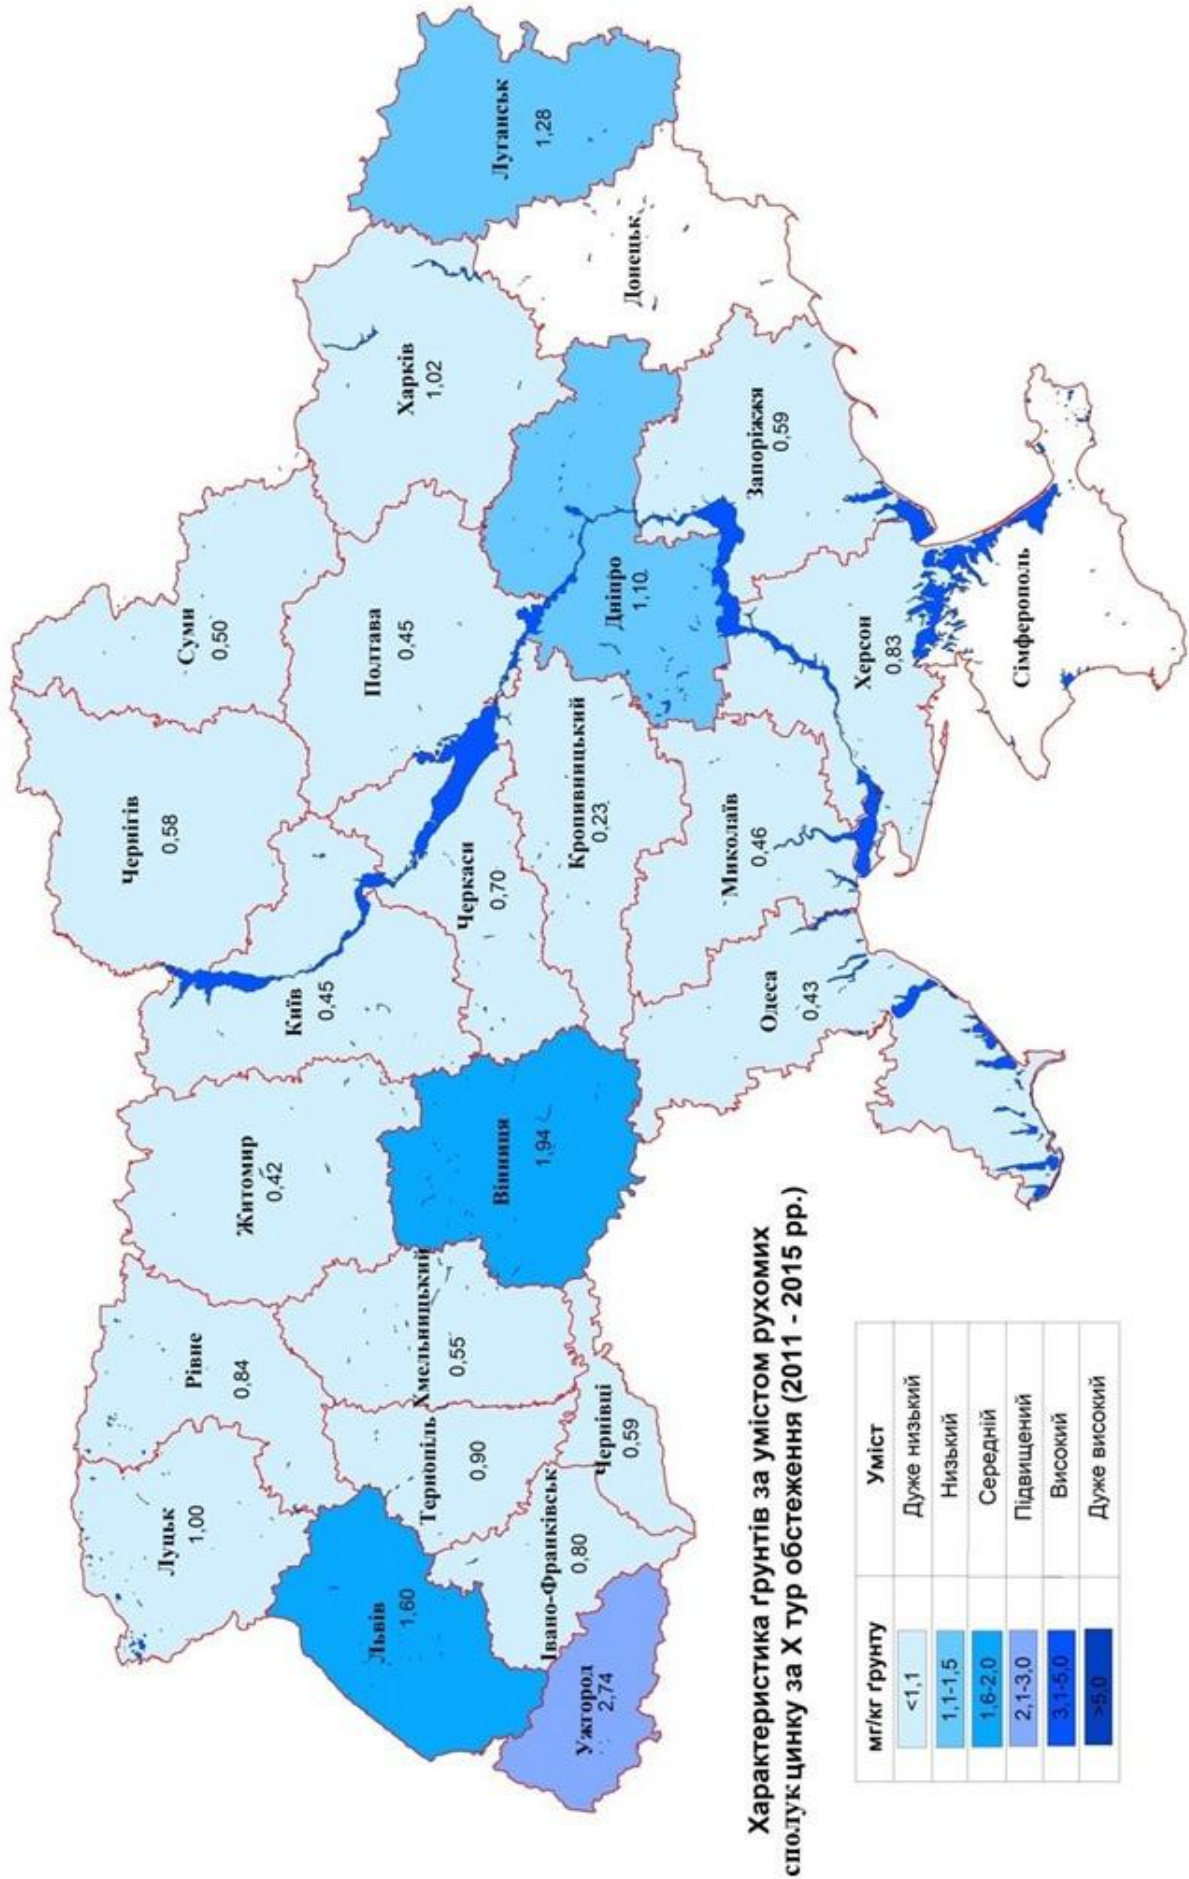 Луцьк
1,00
Рівне
0,84
Житомир
0,42
Київ
0,45
Чернігів
0,58
Суми
0,50
Львів
1,60
Тернопіль
0,90
Хмельницький
0,55
Вінниця
1,94
Черкаси
0,70
Полтава
0,45
Харків
1,02
Луганськ
1,28
Ужгород
2,74
Івано-Франківськ
0,80
Чернівці
0,59
Кропивницький
0,23
Дніпро
1,10
Донецьк
Одеса
0,43
Миколаїв
0,46
Херсон
0,83
Запоріжжя
0,59
Сімферополь
Характеристика ґрунтів за умістом рухомих
сполук цинку за X тур обстеження (2011 - 2015 рр.)
мг/кг ґрунту Уміст
<1,1 Дуже низький
1,1-1,5 Низький
1,6-2,0 Середній
2,1-3,0 Підвищений
3,1-5,0 Високий
>5,0 Дуже високий